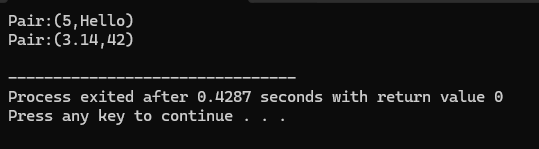 Pair:(5,Hello)
Pair:(3.14,42)
--------------------------------
Process exited after 0.4287 seconds with return value 0
Press any key to continue . . .